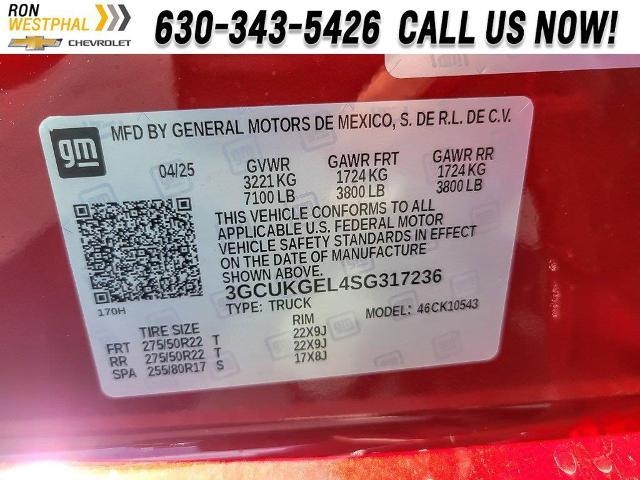 RON
WESTPHAL
CHEVROLET
630-343-5426 CALL US NOW!
gm
MFD BY GENERAL MOTORS DE MEXICO, S. DE R.L. DE C.V.
04/25 GVWR GAWR FRT GAWR RR
3221 KG 1724 KG 1724 KG
7100 LB 3800 LB 3800 LB
THIS VEHICLE CONFORMS TO ALL
APPLICABLE U.S. FEDERAL MOTOR
VEHICLE SAFETY STANDARDS IN EFFECT
ON THE DATE OF MANUFACTURE
SHOWN ABOVE.
3GCUKGEL4SG317236
170H TYPE: TRUCK MODEL: 46CK10543
TIRE SIZE RIM
FRT 275/50R22 T 22X9J
RR 275/50R22 T 22X9J
SPA 255/80R17 S 17X8J